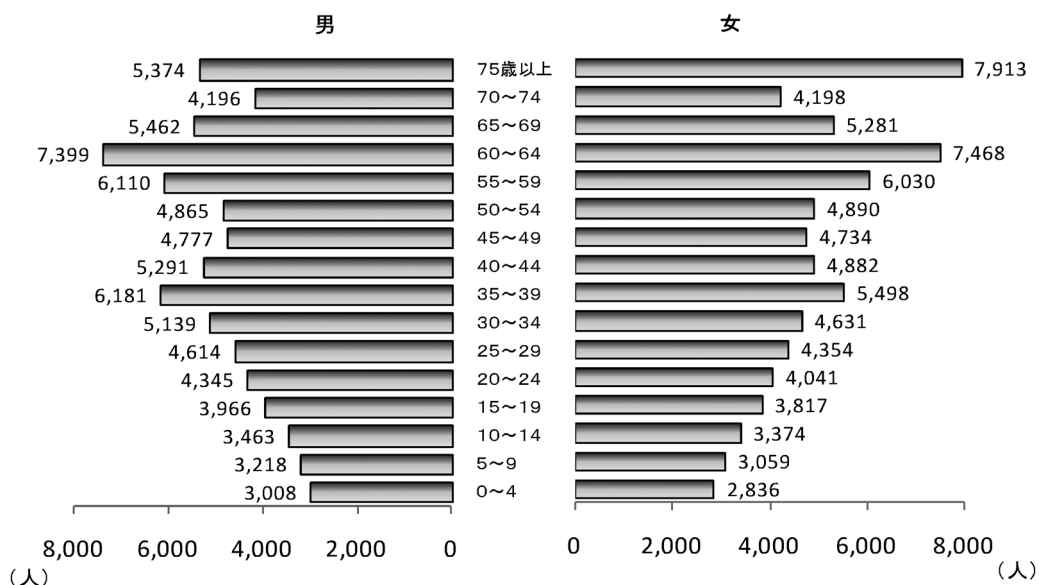 男 女
5,374 75歳以上 7,913
4,196 70～74 4,198
5,462 65～69 5,281
7,399 60～64 7,468
6,110 55～59 6,030
4,865 50～54 4,890
4,777 45～49 4,734
5,291 40～44 4,882
6,181 35～39 5,498
5,139 30～34 4,631
4,614 25～29 4,354
4,345 20～24 4,041
3,966 15～19 3,817
3,463 10～14 3,374
3,218 5～9 3,059
3,008 0～4 2,836
8,000 6,000 4,000 2,000 0 0 2,000 4,000 6,000 8,000
（人） （人）